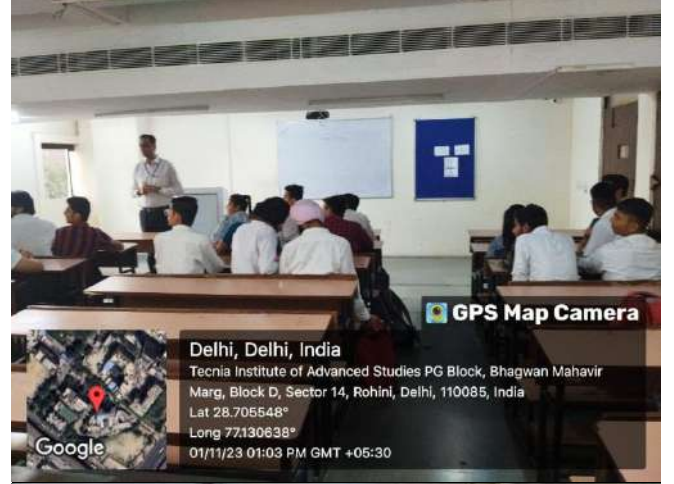 GPS Map Camera
Delhi, Delhi, India
Tecnia Institute of Advanced Studies PG Block, Bhagwan Mahavir
Marg, Block D, Sector 14, Rohini, Delhi, 110085, India
Lat 28.705548°
Long 77.130638°
01/11/23 01:03 PM GMT +05:30
Google